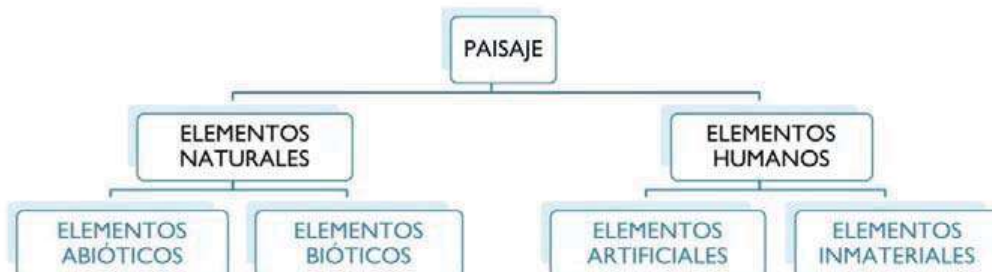 PAISAJE
ELEMENTOS
NATURALES
ELEMENTOS
HUMANOS
ELEMENTOS
ABIÓTICOS
ELEMENTOS
BIÓTICOS
ELEMENTOS
ARTIFICIALES
ELEMENTOS
INMATERIALES